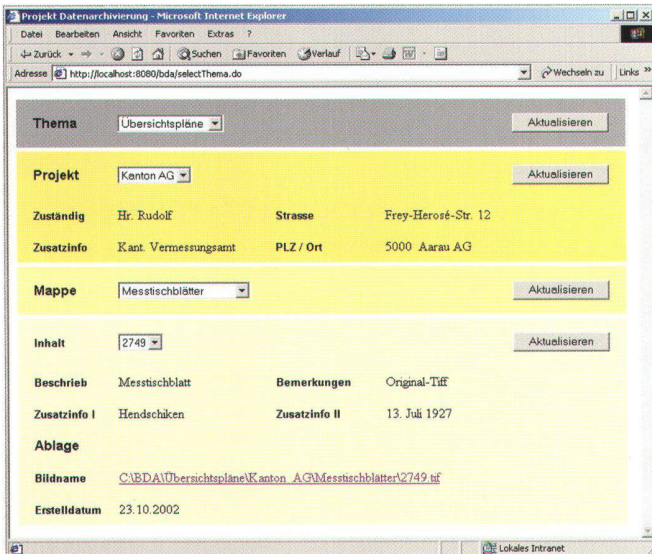 Projekt Datenarchivierung - Microsoft Internet Explorer
Datei Bearbeiten Ansicht Favoriten Extras ?
Zurück Suchen Favoriten Verlauf
Adresse http://localhost:8080/bda/selectThema.do Wechseln zu Links »
Thema Übersichtspläne Aktualisieren
Projekt Kanton AG Aktualisieren
Zuständig Hr. Rudolf Strasse Frey-Herosé-Str. 12
Zusatzinfo Kant. Vermessungsamt PLZ / Ort 5000 Aarau AG
Mappe Messtischblätter Aktualisieren
Inhalt 2749 Aktualisieren
Beschrieb Messtischblatt Bemerkungen Original-Tiff
Zusatzinfo I Hendschiken Zusatzinfo II 13. Juli 1927
Ablage
Bildname C:\BDA\Übersichtspläne\Kanton_AG\Messtischblätter\2749.tif
Erstelldatum 23.10.2002
Lokales Intranet